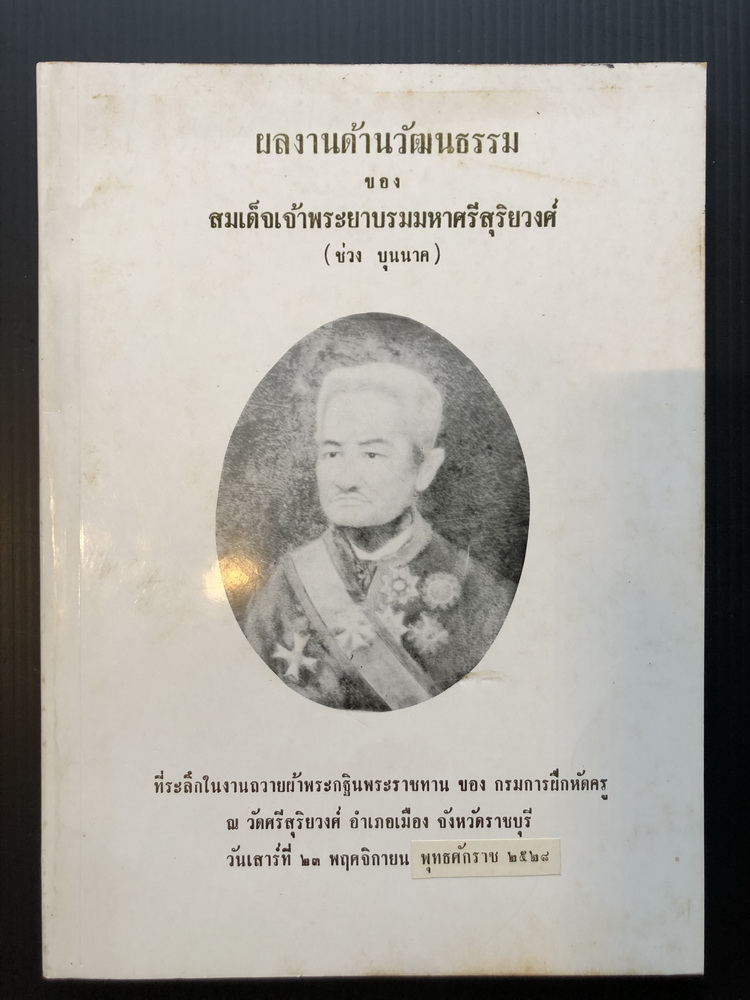 ผลงานด้านวัฒนธรรม
ของ
สมเด็จเจ้าพระยาบรมมหาศรีสุริยวงศ์
(ช่วง บุนนาค)
ที่ระลึกในงานถวายผ้าพระกฐินพระราชทาน ของ กรมการฝึกหัดครู
ณ วัดศรีสุริยวงศ์ อำเภอเมือง จังหวัดราชบุรี
วันเสาร์ที่ ๒๓ พฤศจิกายน พุทธศักราช ๒๕๒๘